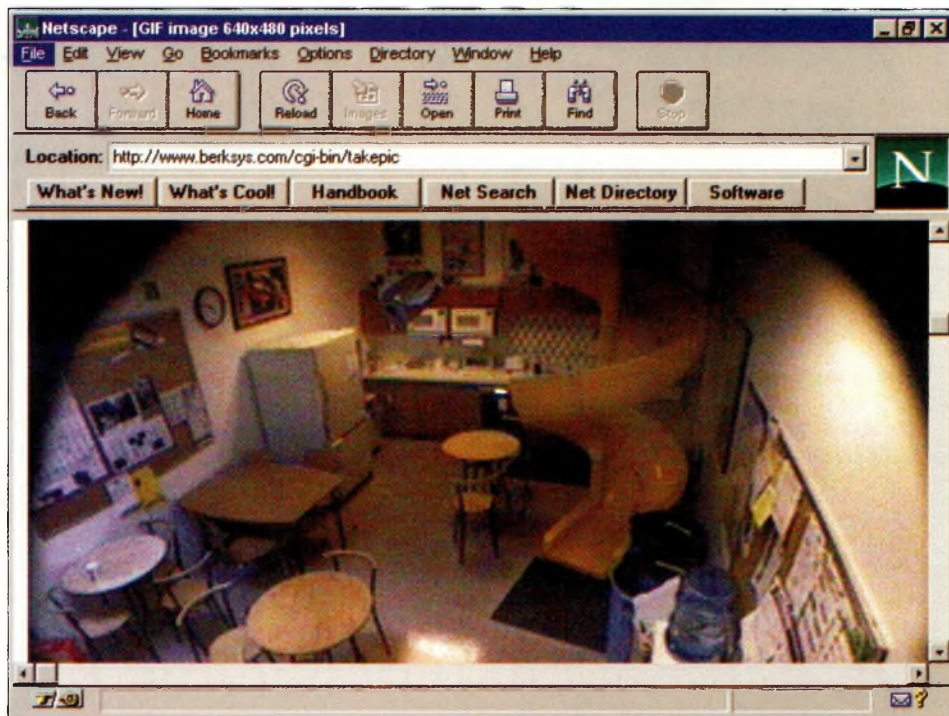 Netscape - [GIF image 640x480 pixels]
File Edit View Go Bookmarks Options Directory Window Help
Back Forward Home Reload Images Open Print Find Stop
Location: http://www.berksys.com/cgi-bin/takepic
What's New! What's Cool! Handbook Net Search Net Directory Software
N